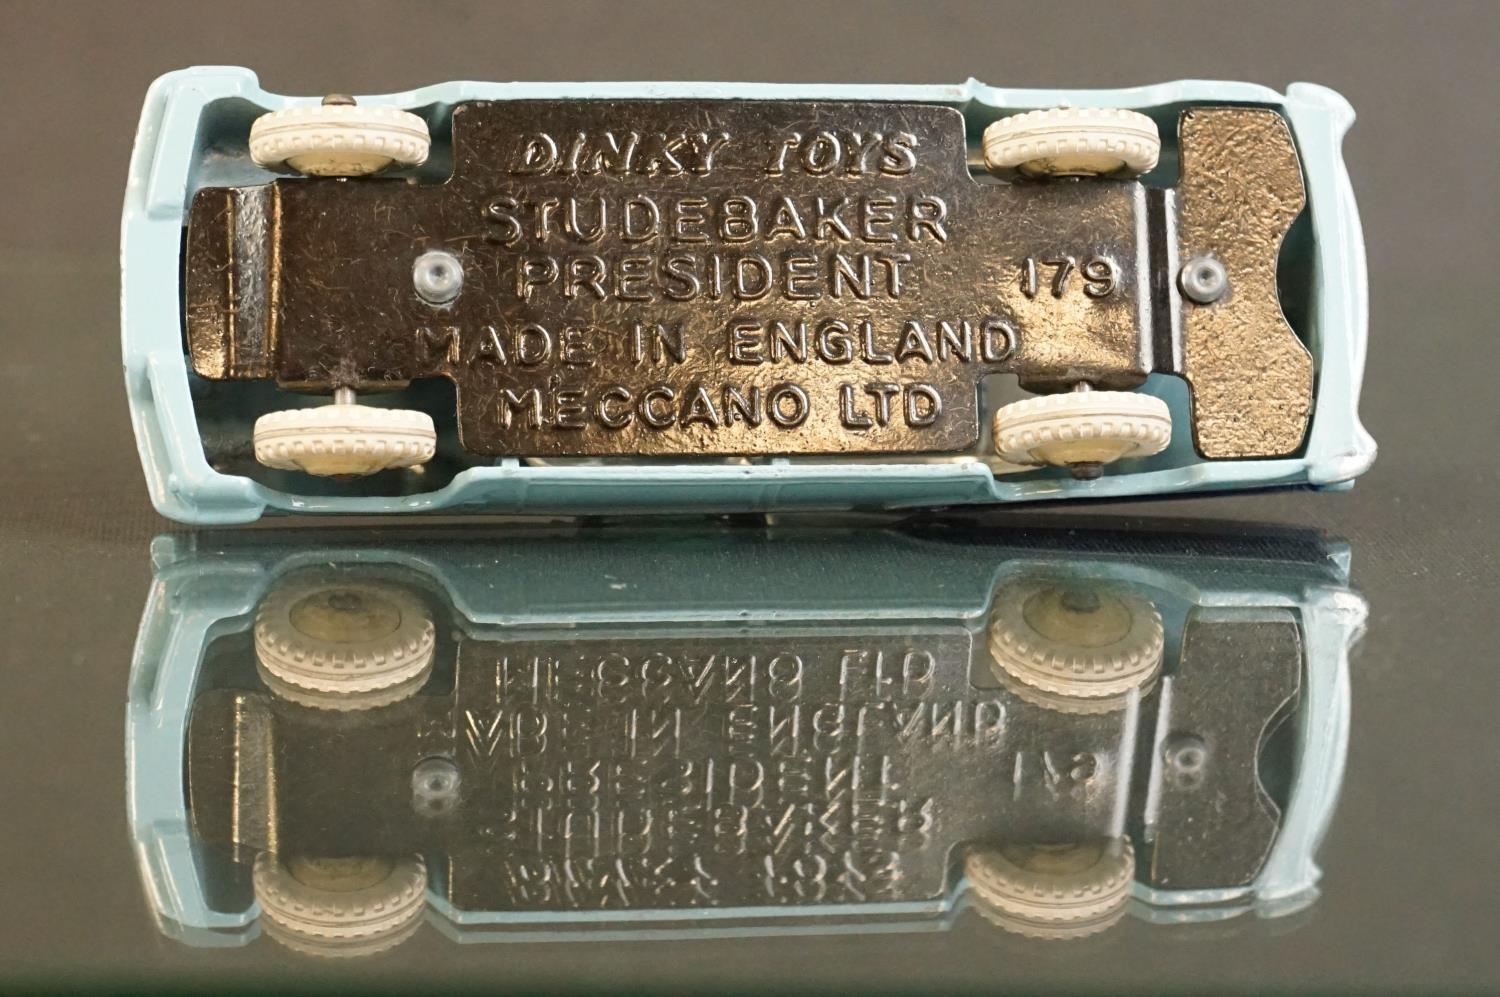 DINKY TOYS
STUDEBAKER
PRESIDENT 179
MADE IN ENGLAND
MECCANO LTD